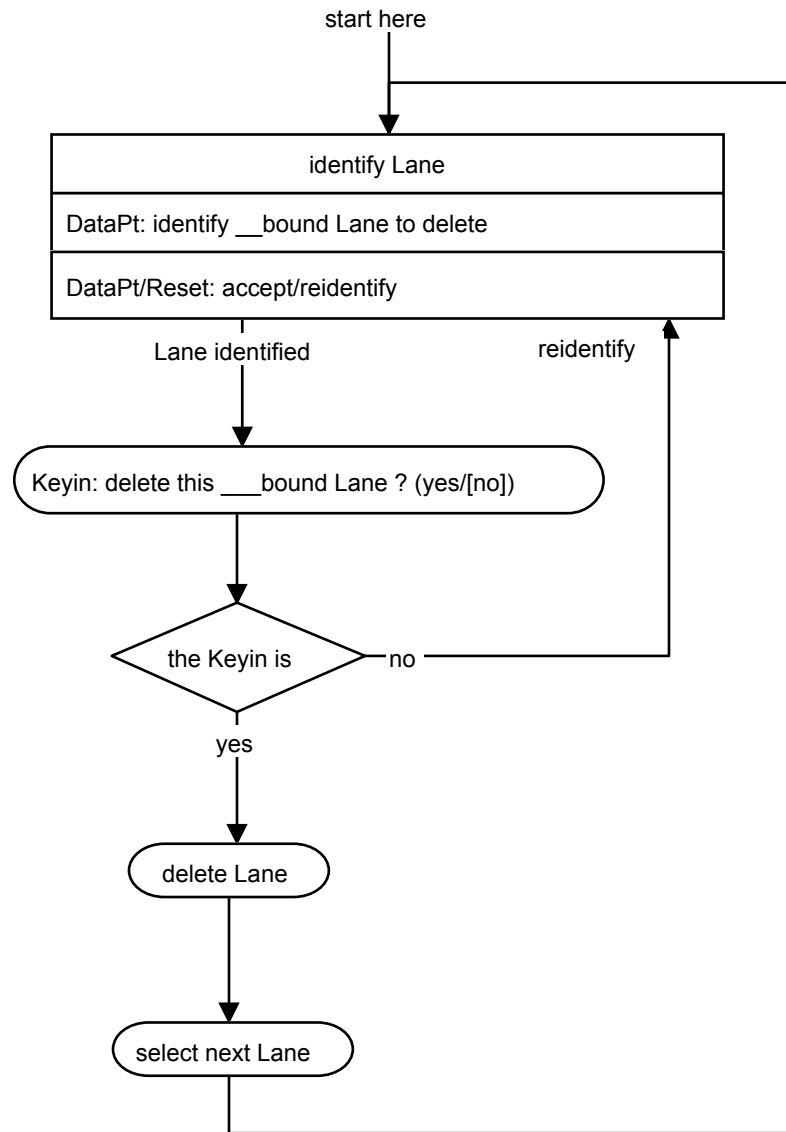 start here
identify Lane
DataPt: identify __bound Lane to delete
DataPt/Reset: accept/reidentify
Lane identified
reidentify
Keyin: delete this ___bound Lane ? (yes/[no])
the Keyin is
no
yes
delete Lane
select next Lane